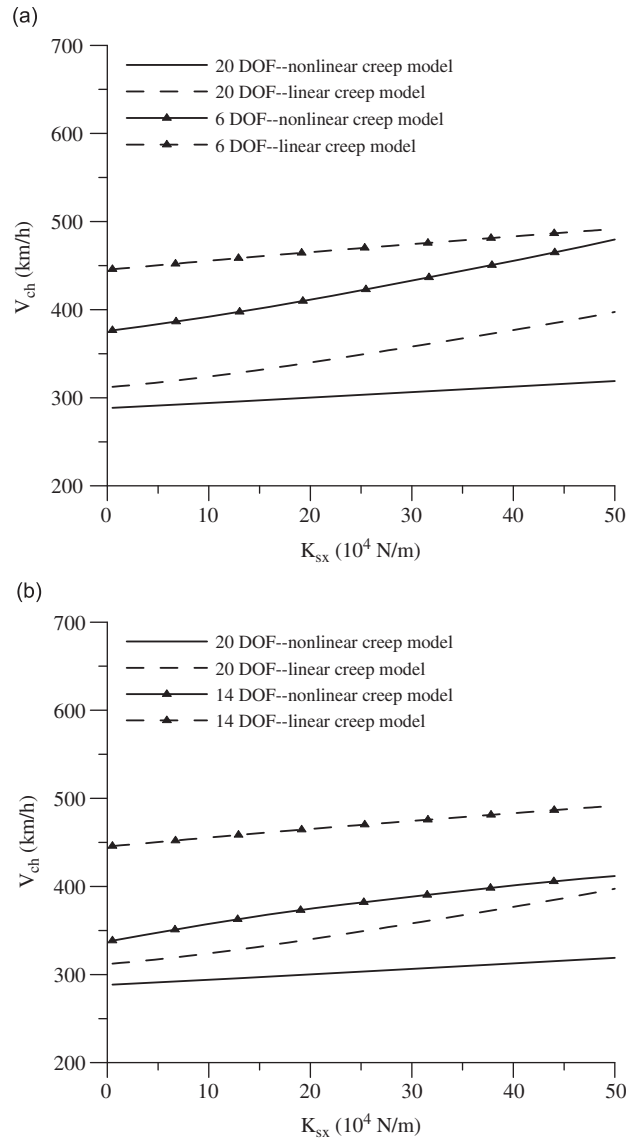 (a)
700
600
500
400
300
200
V_ch (km/h)
20 DOF--nonlinear creep model
20 DOF--linear creep model
6 DOF--nonlinear creep model
6 DOF--linear creep model
0 10 20 30 40 50
K_sx (10^4 N/m)
(b)
700
600
500
400
300
200
V_ch (km/h)
20 DOF--nonlinear creep model
20 DOF--linear creep model
14 DOF--nonlinear creep model
14 DOF--linear creep model
0 10 20 30 40 50
K_sx (10^4 N/m)